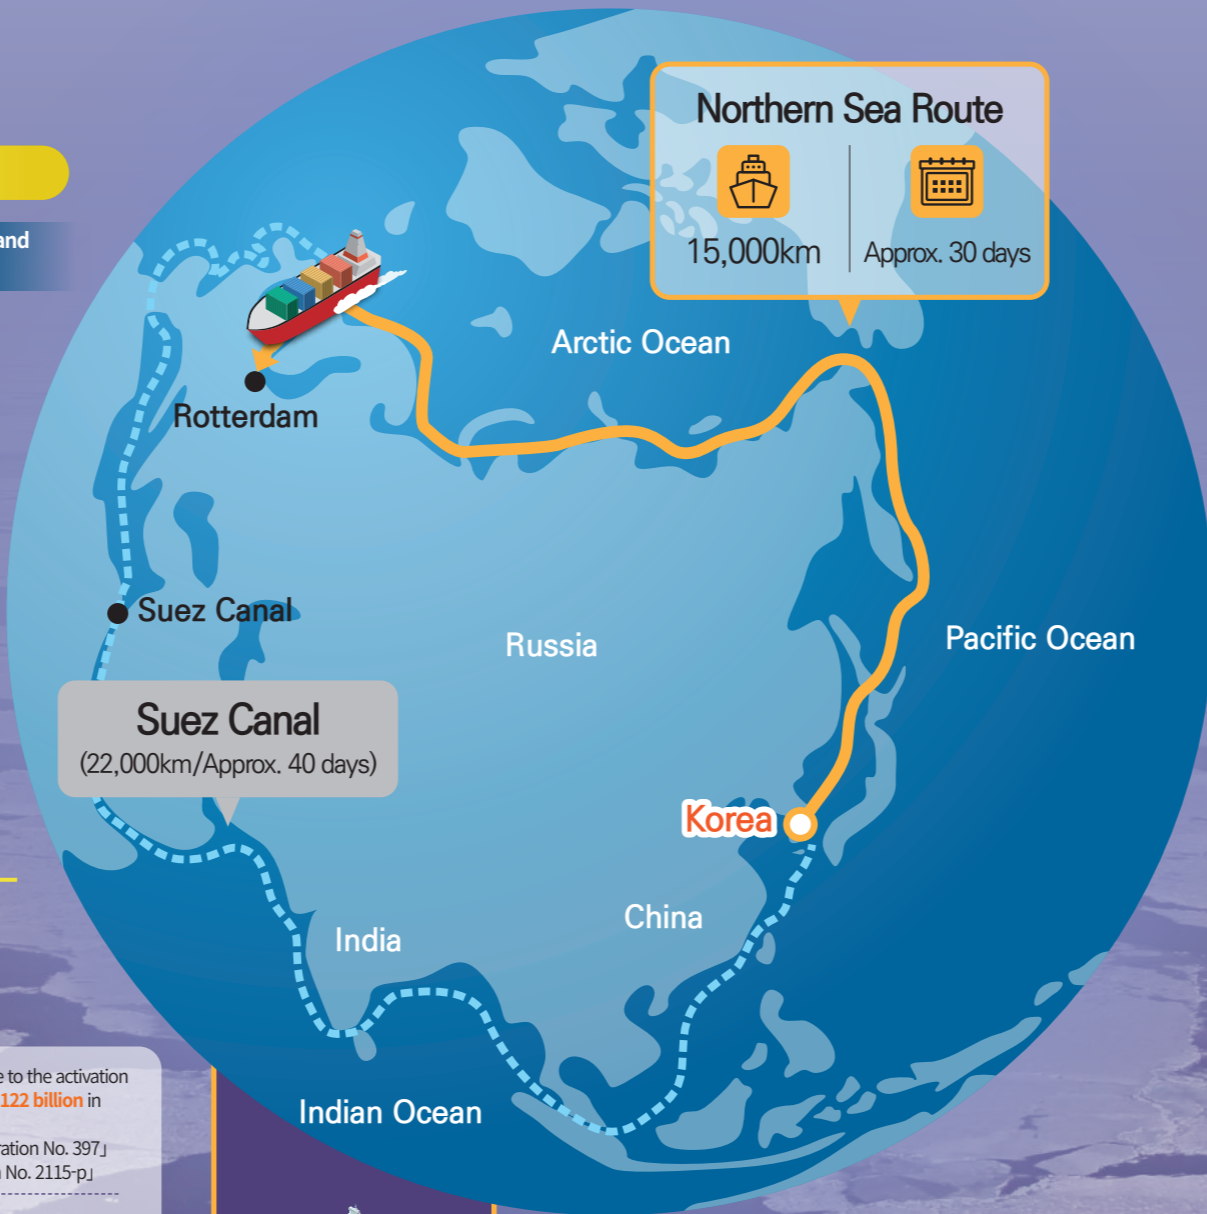 and
Northern Sea Route
15,000km
Approx. 30 days
Arctic Ocean
Rotterdam
Suez Canal
Russia
Pacific Ocean
Suez Canal
(22,000km/Approx. 40 days)
Korea
China
India
Indian Ocean
to the activation
122 billion in
ration No. 397」
No. 2115-p」